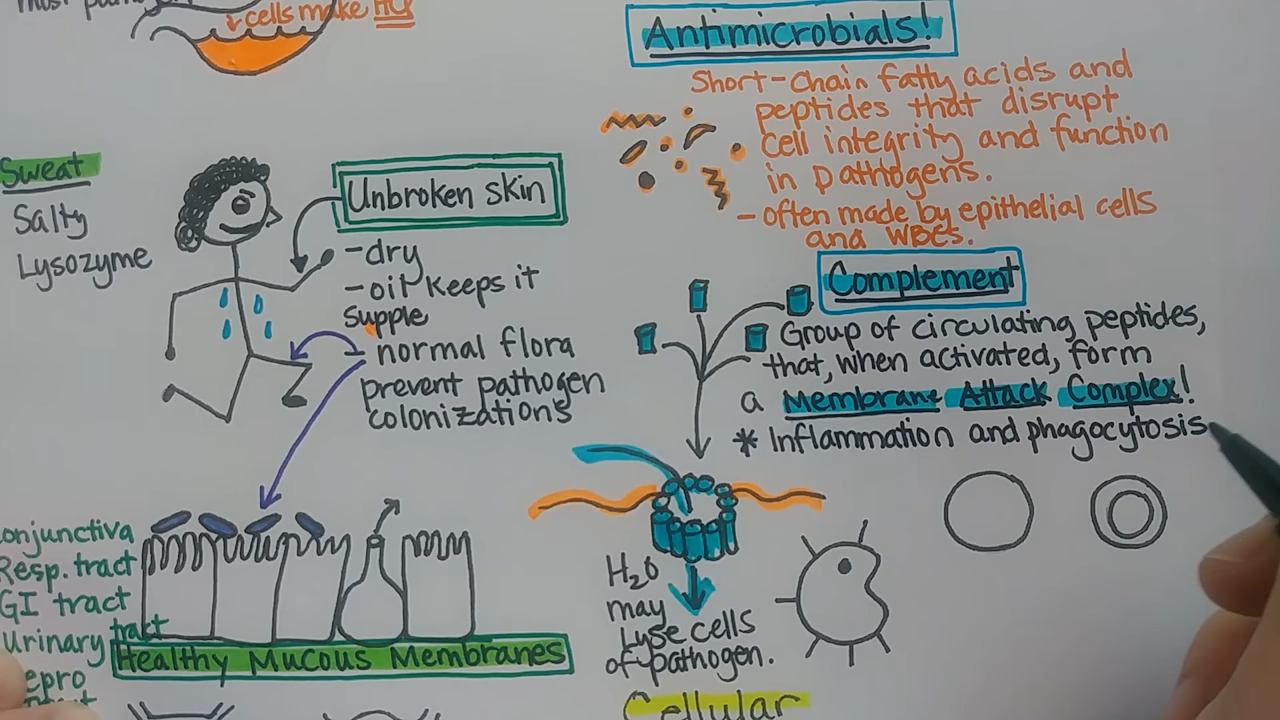 cells make HCl
Sweat
Salty
Lysozyme
Unbroken skin
-dry
-oil keeps it
supple
- normal flora
prevent pathogen
colonizations
onjunctiva
Resp. tract
GI tract
Urinary tract
epro
Healthy Mucous Membranes
Antimicrobials!
Short-chain fatty acids and
peptides that disrupt
cell integrity and function
in pathogens.
-often made by epithelial cells
and WBCs.
Complement
Group of circulating peptides,
that, when activated, form
a Membrane Attack Complex!
* Inflammation and phagocytosis
H2O
may
Lyse cells
of pathogen.
Cellular